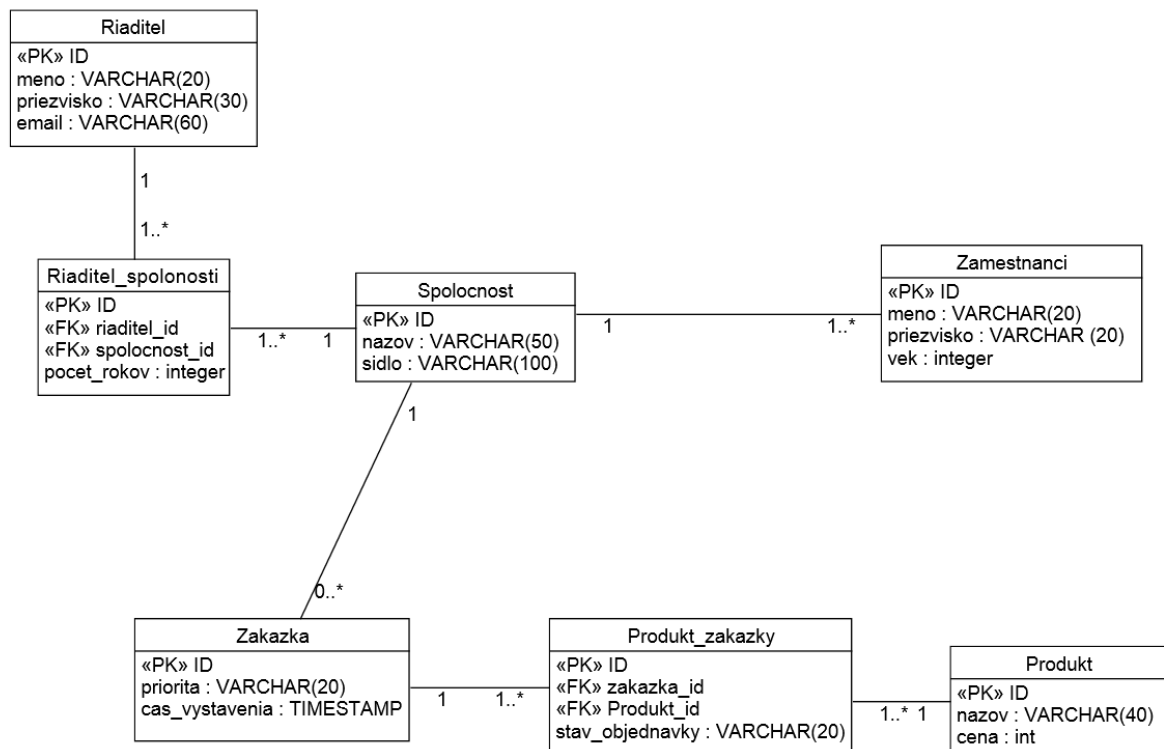 Riaditel
«PK» ID
meno : VARCHAR(20)
priezvisko : VARCHAR(30)
email : VARCHAR(60)
1
1..*
Riaditel_spolonosti
«PK» ID
«FK» riaditel_id
«FK» spolocnost_id
pocet_rokov : integer
1..*
1
Spolocnost
«PK» ID
nazov : VARCHAR(50)
sidlo : VARCHAR(100)
1
1..*
Zamestnanci
«PK» ID
meno : VARCHAR(20)
priezvisko : VARCHAR (20)
vek : integer
1
0..*
Zakazka
«PK» ID
priorita : VARCHAR(20)
cas_vystavenia : TIMESTAMP
1
1..*
Produkt_zakazky
«PK» ID
«FK» zakazka_id
«FK» Produkt_id
stav_objednavky : VARCHAR(20)
1..*
1
Produkt
«PK» ID
nazov : VARCHAR(40)
cena : int